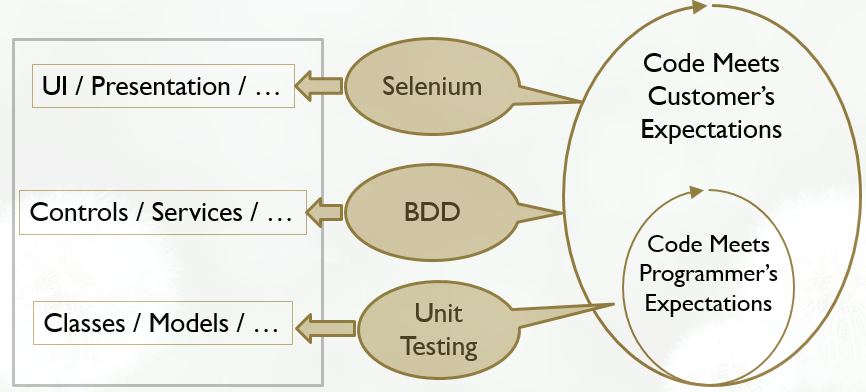 UI / Presentation / …
Selenium
Code Meets
Customer's
Expectations
Controls / Services / …
BDD
Code Meets
Programmer's
Expectations
Classes / Models / …
Unit
Testing